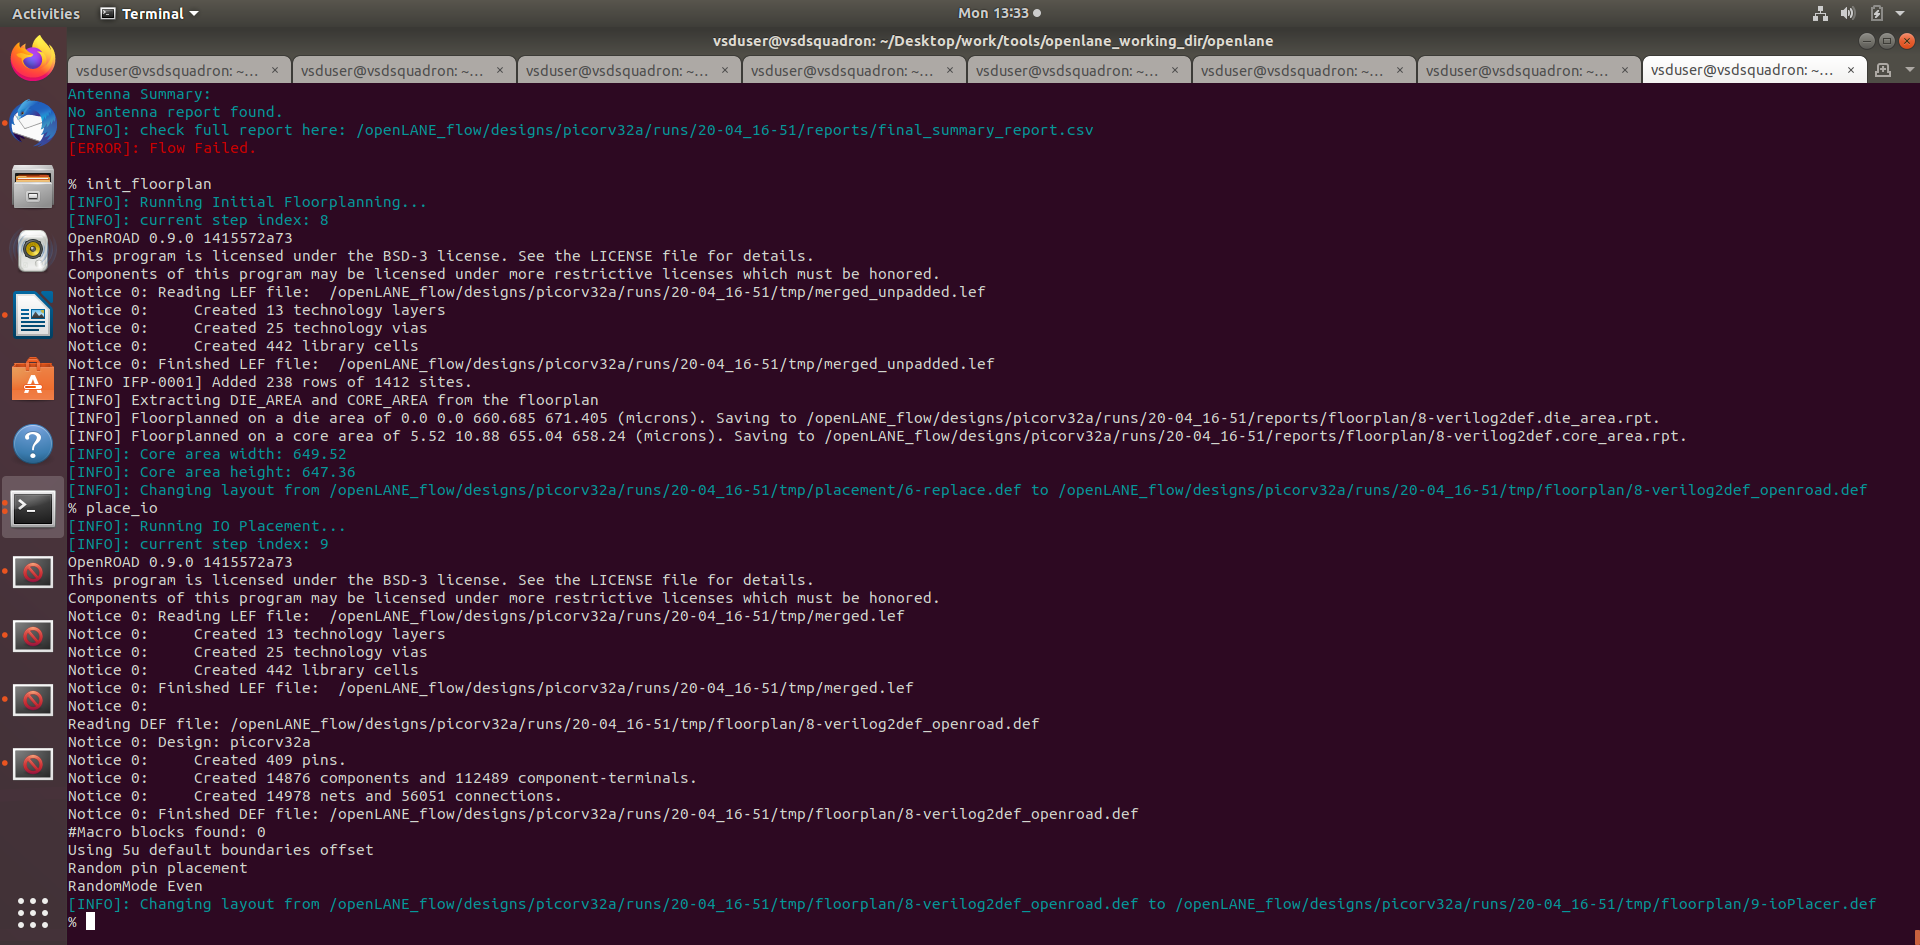 Activities
Terminal
Mon 13:33
vsduser@vsdsquadron: ~/Desktop/work/tools/openlane_working_dir/openlane
vsduser@vsdsquadron: ~... × vsduser@vsdsquadron: ~... × vsduser@vsdsquadron: ~... × vsduser@vsdsquadron: ~... × vsduser@vsdsquadron: ~... × vsduser@vsdsquadron: ~... × vsduser@vsdsquadron: ~... × vsduser@vsdsquadron: ~... ×
Antenna Summary:
No antenna report found.
[INFO]: check full report here: /openLANE_flow/designs/picorv32a/runs/20-04_16-51/reports/final_summary_report.csv
[ERROR]: Flow Failed.
% init_floorplan
[INFO]: Running Initial Floorplanning...
[INFO]: current step index: 8
OpenROAD 0.9.0 1415572a73
This program is licensed under the BSD-3 license. See the LICENSE file for details.
Components of this program may be licensed under more restrictive licenses which must be honored.
Notice 0: Reading LEF file:  /openLANE_flow/designs/picorv32a/runs/20-04_16-51/tmp/merged_unpadded.lef
Notice 0:     Created 13 technology layers
Notice 0:     Created 25 technology vias
Notice 0:     Created 442 library cells
Notice 0: Finished LEF file:  /openLANE_flow/designs/picorv32a/runs/20-04_16-51/tmp/merged_unpadded.lef
[INFO IFP-0001] Added 238 rows of 1412 sites.
[INFO] Extracting DIE_AREA and CORE_AREA from the floorplan
[INFO] Floorplanned on a die area of 0.0 0.0 660.685 671.405 (microns). Saving to /openLANE_flow/designs/picorv32a/runs/20-04_16-51/reports/floorplan/8-verilog2def.die_area.rpt.
[INFO] Floorplanned on a core area of 5.52 10.88 655.04 658.24 (microns). Saving to /openLANE_flow/designs/picorv32a/runs/20-04_16-51/reports/floorplan/8-verilog2def.core_area.rpt.
[INFO]: Core area width: 649.52
[INFO]: Core area height: 647.36
[INFO]: Changing layout from /openLANE_flow/designs/picorv32a/runs/20-04_16-51/tmp/placement/6-replace.def to /openLANE_flow/designs/picorv32a/runs/20-04_16-51/tmp/floorplan/8-verilog2def_openroad.def
% place_io
[INFO]: Running IO Placement...
[INFO]: current step index: 9
OpenROAD 0.9.0 1415572a73
This program is licensed under the BSD-3 license. See the LICENSE file for details.
Components of this program may be licensed under more restrictive licenses which must be honored.
Notice 0: Reading LEF file:  /openLANE_flow/designs/picorv32a/runs/20-04_16-51/tmp/merged.lef
Notice 0:     Created 13 technology layers
Notice 0:     Created 25 technology vias
Notice 0:     Created 442 library cells
Notice 0: Finished LEF file:  /openLANE_flow/designs/picorv32a/runs/20-04_16-51/tmp/merged.lef
Notice 0:
Reading DEF file: /openLANE_flow/designs/picorv32a/runs/20-04_16-51/tmp/floorplan/8-verilog2def_openroad.def
Notice 0: Design: picorv32a
Notice 0:     Created 409 pins.
Notice 0:     Created 14876 components and 112489 component-terminals.
Notice 0:     Created 14978 nets and 56051 connections.
Notice 0: Finished DEF file: /openLANE_flow/designs/picorv32a/runs/20-04_16-51/tmp/floorplan/8-verilog2def_openroad.def
#Macro blocks found: 0
Using 5u default boundaries offset
Random pin placement
RandomMode Even
[INFO]: Changing layout from /openLANE_flow/designs/picorv32a/runs/20-04_16-51/tmp/floorplan/8-verilog2def_openroad.def to /openLANE_flow/designs/picorv32a/runs/20-04_16-51/tmp/floorplan/9-ioPlacer.def
%